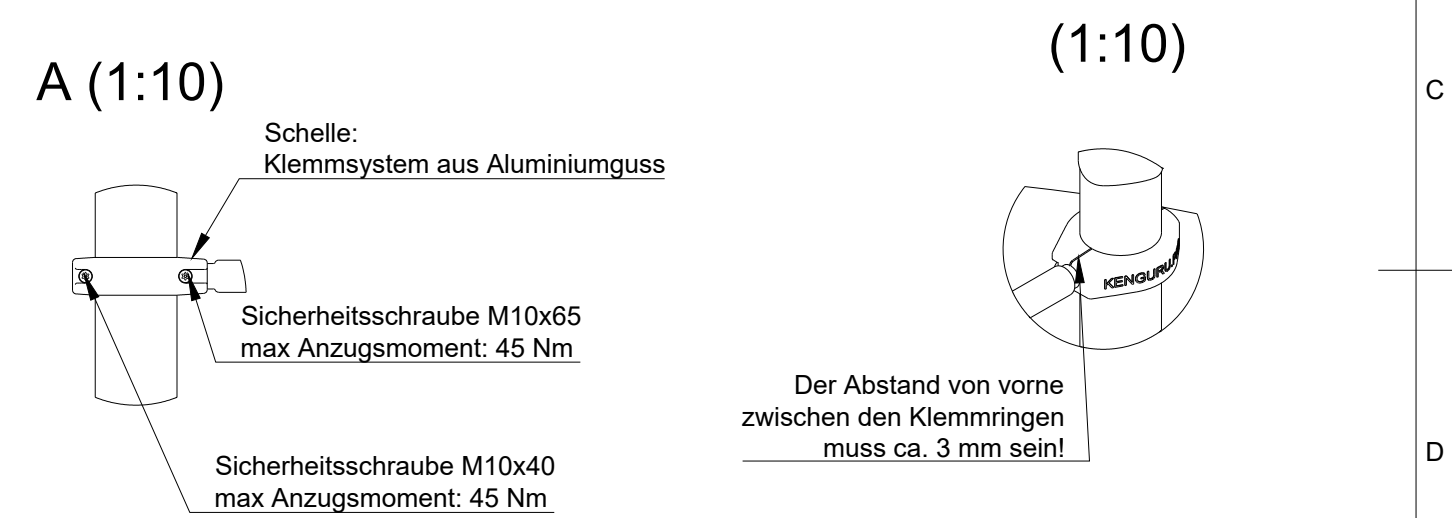 A (1:10)
Schelle:
Klemmsystem aus Aluminiumguss
Sicherheitsschraube M10x65
max Anzugsmoment: 45 Nm
Sicherheitsschraube M10x40
max Anzugsmoment: 45 Nm
(1:10)
KENGURU
Der Abstand von vorne
zwischen den Klemmringen
muss ca. 3 mm sein!
C
D